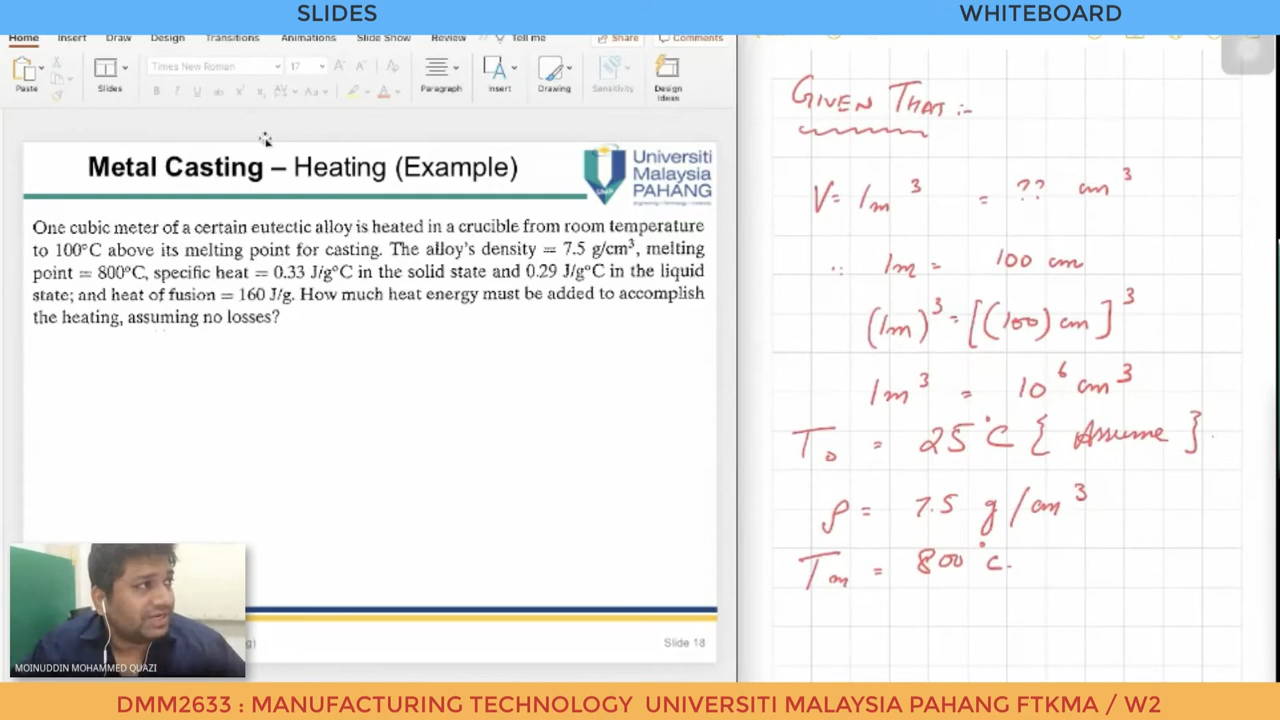 SLIDES
WHITEBOARD
Home Insert Draw Design Transitions Animations Slide Show Review Tell me Share Comments
Times New Roman 17
Paste Slides Paragraph Insert Drawing Sensitivity Design Ideas
Metal Casting – Heating (Example)
Universiti
Malaysia
PAHANG
One cubic meter of a certain eutectic alloy is heated in a crucible from room temperature
to 100°C above its melting point for casting. The alloy's density = 7.5 g/cm³, melting
point = 800°C, specific heat = 0.33 J/g°C in the solid state and 0.29 J/g°C in the liquid
state; and heat of fusion = 160 J/g. How much heat energy must be added to accomplish
the heating, assuming no losses?
Slide 18
MOINUDDIN MOHAMMED QUAZI
GIVEN THAT :-
V = 1m³ = ?? cm³
∴ 1m = 100 cm
(1m)³ = [(100) cm]³
1m³ = 10⁶ cm³
T₀ = 25°C { Assume }
ρ = 7.5 g/cm³
Tₘ = 800°C.
DMM2633 : MANUFACTURING TECHNOLOGY UNIVERSITI MALAYSIA PAHANG FTKMA / W2